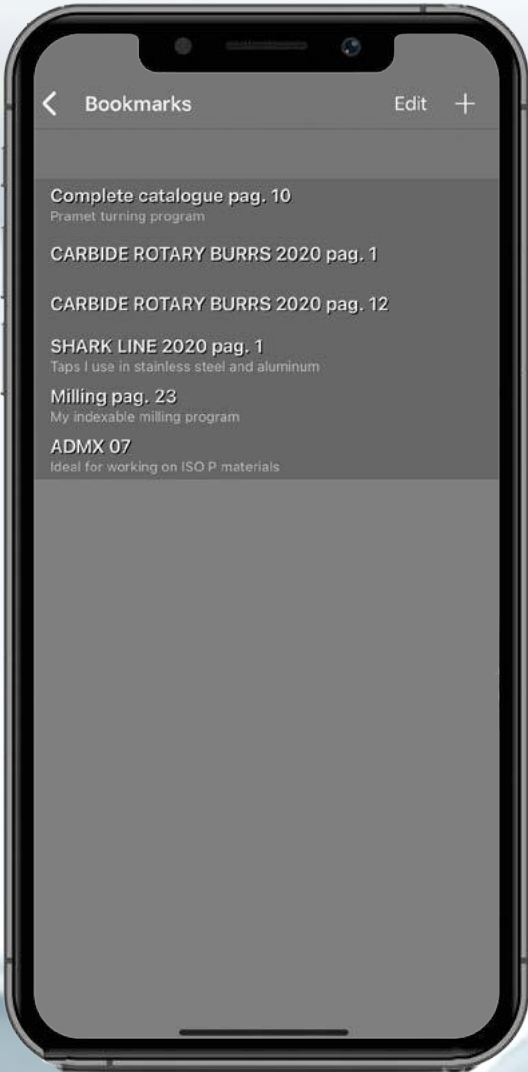 Bookmarks Edit +
Complete catalogue pag. 10
Pramet turning program
CARBIDE ROTARY BURRS 2020 pag. 1
CARBIDE ROTARY BURRS 2020 pag. 12
SHARK LINE 2020 pag. 1
Taps I use in stainless steel and aluminum
Milling pag. 23
My indexable milling program
ADMX 07
Ideal for working on ISO P materials